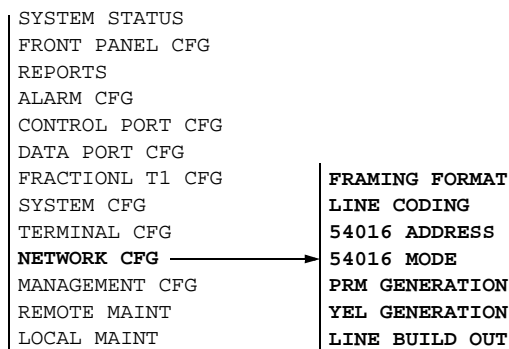 SYSTEM STATUS
FRONT PANEL CFG
REPORTS
ALARM CFG
CONTROL PORT CFG
DATA PORT CFG
FRACTIONL T1 CFG
SYSTEM CFG
TERMINAL CFG
NETWORK CFG
MANAGEMENT CFG
REMOTE MAINT
LOCAL MAINT
FRAMING FORMAT
LINE CODING
54016 ADDRESS
54016 MODE
PRM GENERATION
YEL GENERATION
LINE BUILD OUT